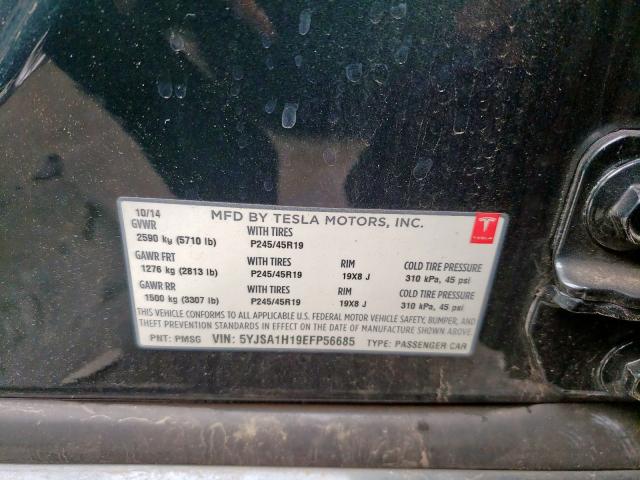 10/14 MFD BY TESLA MOTORS, INC.
GVWR WITH TIRES
2590 kg (5710 lb) P245/45R19
GAWR FRT WITH TIRES RIM COLD TIRE PRESSURE
1276 kg (2813 lb) P245/45R19 19X8 J 310 kPa, 45 psi
GAWR RR WITH TIRES RIM COLD TIRE PRESSURE
1500 kg (3307 lb) P245/45R19 19X8 J 310 kPa, 45 psi
THIS VEHICLE CONFORMS TO ALL APPLICABLE U.S. FEDERAL MOTOR VEHICLE SAFETY, BUMPER, AND
THEFT PREVENTION STANDARDS IN EFFECT ON THE DATE OF MANUFACTURE SHOWN ABOVE.
PNT: PMSG VIN: 5YJSA1H19EFP56685 TYPE: PASSENGER CAR
TESLA